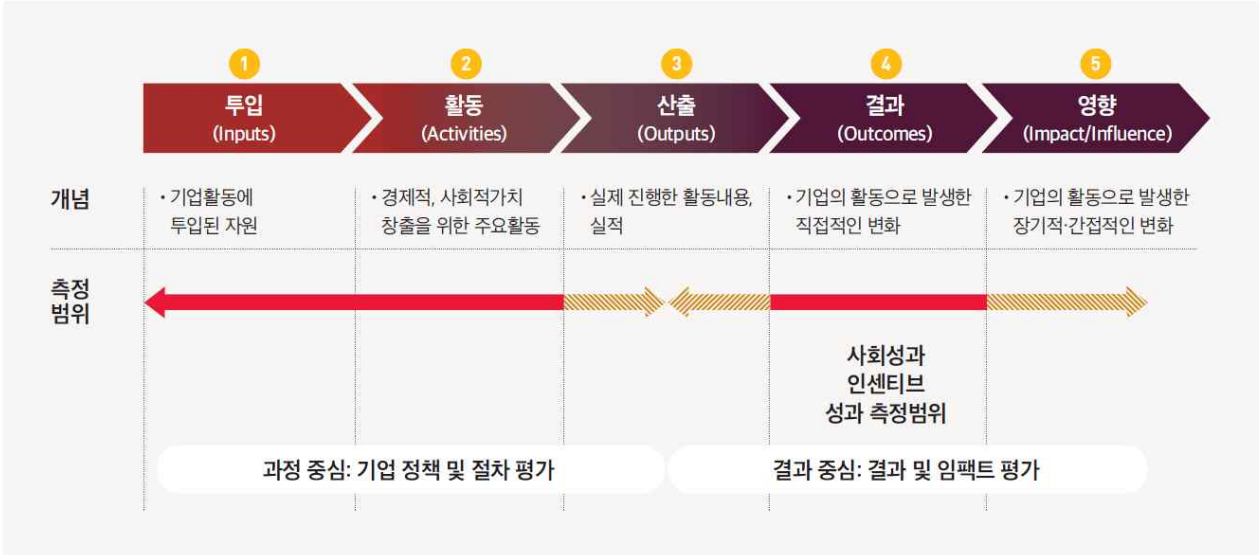 1
2
3
4
5
투입
(Inputs)
활동
(Activities)
산출
(Outputs)
결과
(Outcomes)
영향
(Impact/Influence)
개념
• 기업활동에
투입된 자원
• 경제적, 사회적가치
창출을 위한 주요활동
• 실제 진행한 활동내용,
실적
• 기업의 활동으로 발생한
직접적인 변화
• 기업의 활동으로 발생한
장기적·간접적인 변화
측정
범위
사회성과
인센티브
성과 측정범위
과정 중심: 기업 정책 및 절차 평가
결과 중심: 결과 및 임팩트 평가